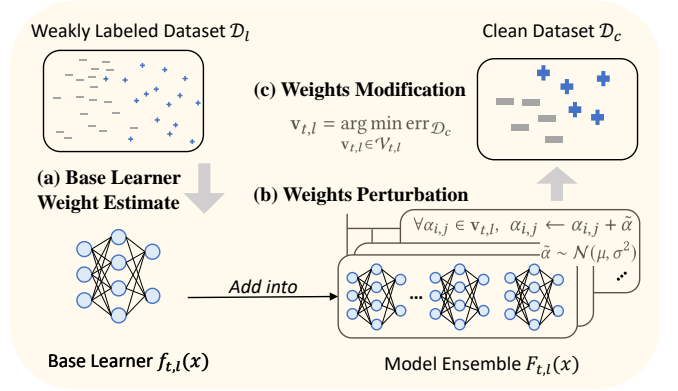 Weakly Labeled Dataset 𝒟ₗ
Clean Dataset 𝒟_c
(c) Weights Modification
v_{t,l} = arg min err_{𝒟_c}
v_{t,l}∈𝒱_{t,l}
(a) Base Learner
Weight Estimate
(b) Weights Perturbation
∀α_{i,j} ∈ v_{t,l}, α_{i,j} ← α_{i,j} + α̃
α̃ ∼ 𝒩(μ, σ²)
...
Add into
...
Base Learner f_{t,l}(x)
Model Ensemble F_{t,l}(x)